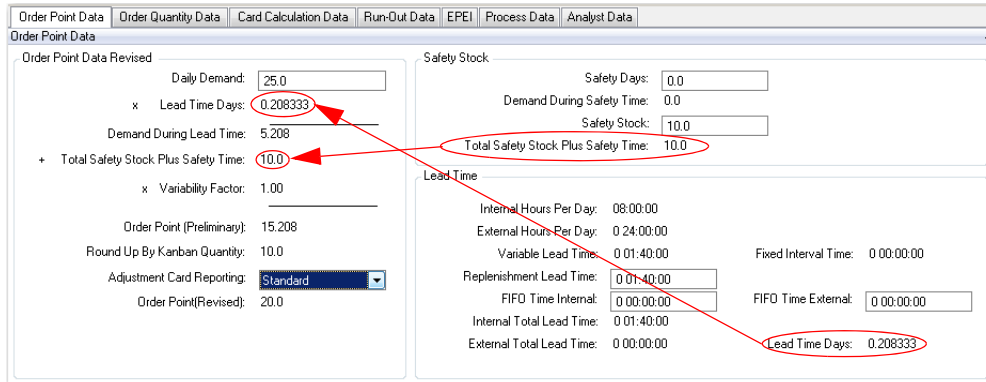 Order Point Data Order Quantity Data Card Calculation Data Run-Out Data EPEI Process Data Analyst Data
Order Point Data
Order Point Data Revised
Daily Demand: 25.0
x Lead Time Days: 0.208333
Demand During Lead Time: 5.208
+ Total Safety Stock Plus Safety Time: 10.0
x Variability Factor: 1.00
Order Point (Preliminary): 15.208
Round Up By Kanban Quantity: 10.0
Adjustment Card Reporting: Standard
Order Point(Revised): 20.0
Safety Stock
Safety Days: 0.0
Demand During Safety Time: 0.0
Safety Stock: 10.0
Total Safety Stock Plus Safety Time: 10.0
Lead Time
Internal Hours Per Day: 08:00:00
External Hours Per Day: 0 24:00:00
Variable Lead Time: 0 01:40:00 Fixed Interval Time: 0 00:00:00
Replenishment Lead Time: 0 01:40:00
FIFO Time Internal: 0 00:00:00 FIFO Time External: 0 00:00:00
Internal Total Lead Time: 0 01:40:00
External Total Lead Time: 0 00:00:00 Lead Time Days: 0.208333